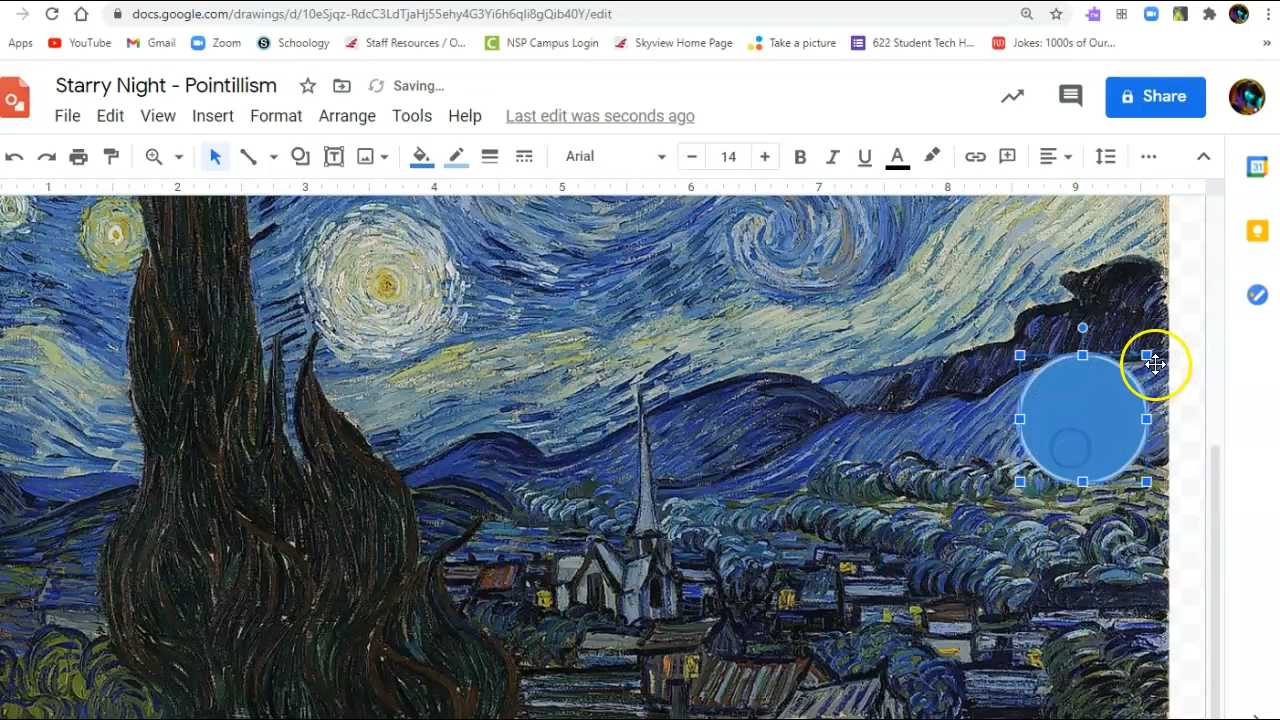 docs.google.com/drawings/d/10eSjqz-RdcC3LdTjaHj55ehv4G3Yi6h6qIi8gQib40Y/edit
Apps YouTube Gmail Zoom Schoology Staff Resources / O... NSP Campus Login Skyview Home Page Take a picture 622 Student Tech H... Jokes: 1000s of Our... »
Starry Night - Pointillism Saving... Share
File Edit View Insert Format Arrange Tools Help Last edit was seconds ago
Arial − 14 + B I U A
1 2 3 4 5 6 7 8 9
31